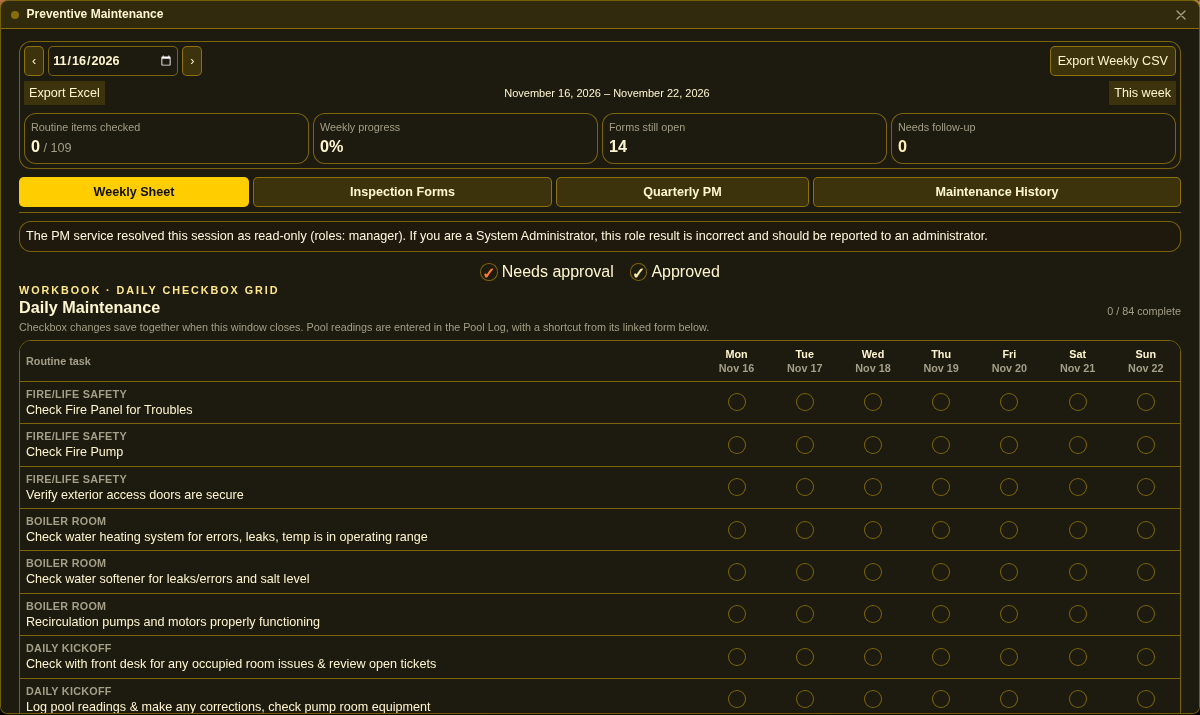 Preventive Maintenance
‹ 11/16/2026 › Export Weekly CSV
Export Excel November 16, 2026 – November 22, 2026 This week
Routine items checked Weekly progress Forms still open Needs follow-up
0 / 109 0% 14 0
Weekly Sheet Inspection Forms Quarterly PM Maintenance History
The PM service resolved this session as read-only (roles: manager). If you are a System Administrator, this role result is incorrect and should be reported to an administrator.
Needs approval Approved
WORKBOOK · DAILY CHECKBOX GRID
Daily Maintenance 0 / 84 complete
Checkbox changes save together when this window closes. Pool readings are entered in the Pool Log, with a shortcut from its linked form below.
Routine task Mon Tue Wed Thu Fri Sat Sun
Nov 16 Nov 17 Nov 18 Nov 19 Nov 20 Nov 21 Nov 22
FIRE/LIFE SAFETY
Check Fire Panel for Troubles
FIRE/LIFE SAFETY
Check Fire Pump
FIRE/LIFE SAFETY
Verify exterior access doors are secure
BOILER ROOM
Check water heating system for errors, leaks, temp is in operating range
BOILER ROOM
Check water softener for leaks/errors and salt level
BOILER ROOM
Recirculation pumps and motors properly functioning
DAILY KICKOFF
Check with front desk for any occupied room issues & review open tickets
DAILY KICKOFF
Log pool readings & make any corrections, check pump room equipment